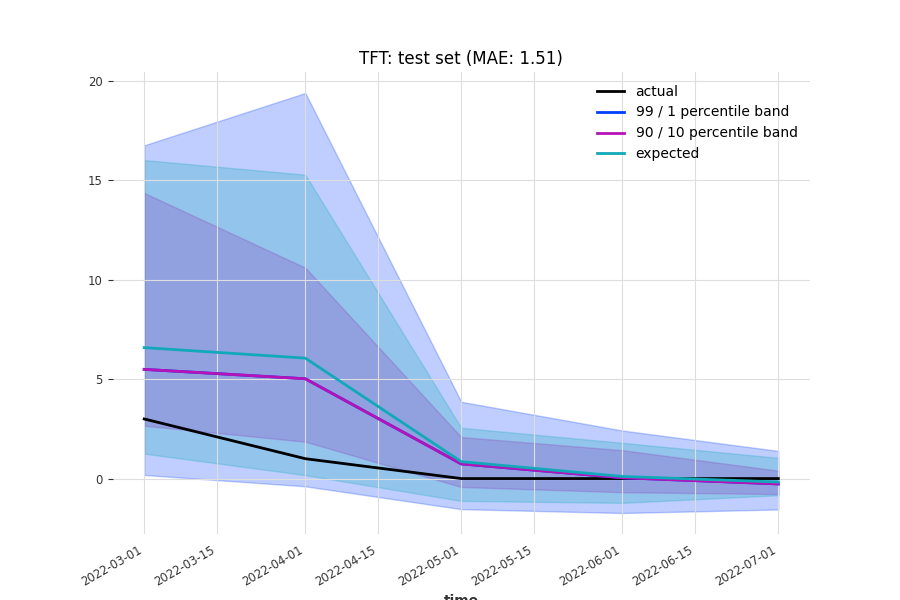 TFT: test set (MAE: 1.51)
actual
99 / 1 percentile band
90 / 10 percentile band
expected
20
15
10
5
0
2022-03-01
2022-03-15
2022-04-01
2022-04-15
2022-05-01
2022-05-15
2022-06-01
2022-06-15
2022-07-01
time